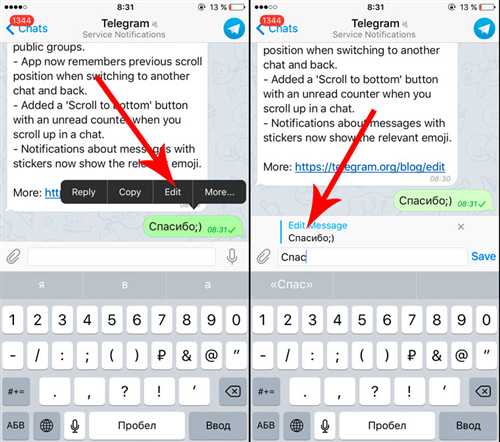 8:31
13 %
1344
Chats
Telegram
Service Notifications
public groups.
- App now remembers previous scroll
position when switching to another
chat and back.
- Added a 'Scroll to bottom' button
with an unread counter when you
scroll up in a chat.
- Notifications about messages with
stickers now show the relevant emoji.
More: htt
Reply
Copy
Edit
More...
Спасибо;) 08:31
я
в
а
1 2 3 4 5 6 7 8 9 0
- / : ; ( ) ₽ & @ "
#+=
. , ? ! ‘
АБВ
Пробел
Ввод
8:31
13 %
1344
Chats
Telegram
Service Notifications
position when switching to another
chat and back.
- Added a 'Scroll to bottom' button
with an unread counter when you
scroll up in a chat.
- Notifications about messages with
stickers now show the relevant emoji.
More: https://telegram.org/blog/edit
08:30
Спасибо;) 08:31
Edit Message
Спасибо;)
Спас
Save
«Спас»
1 2 3 4 5 6 7 8 9 0
- / : ; ( ) ₽ & @ "
#+=
. , ? ! ‘
АБВ
Пробел
Ввод